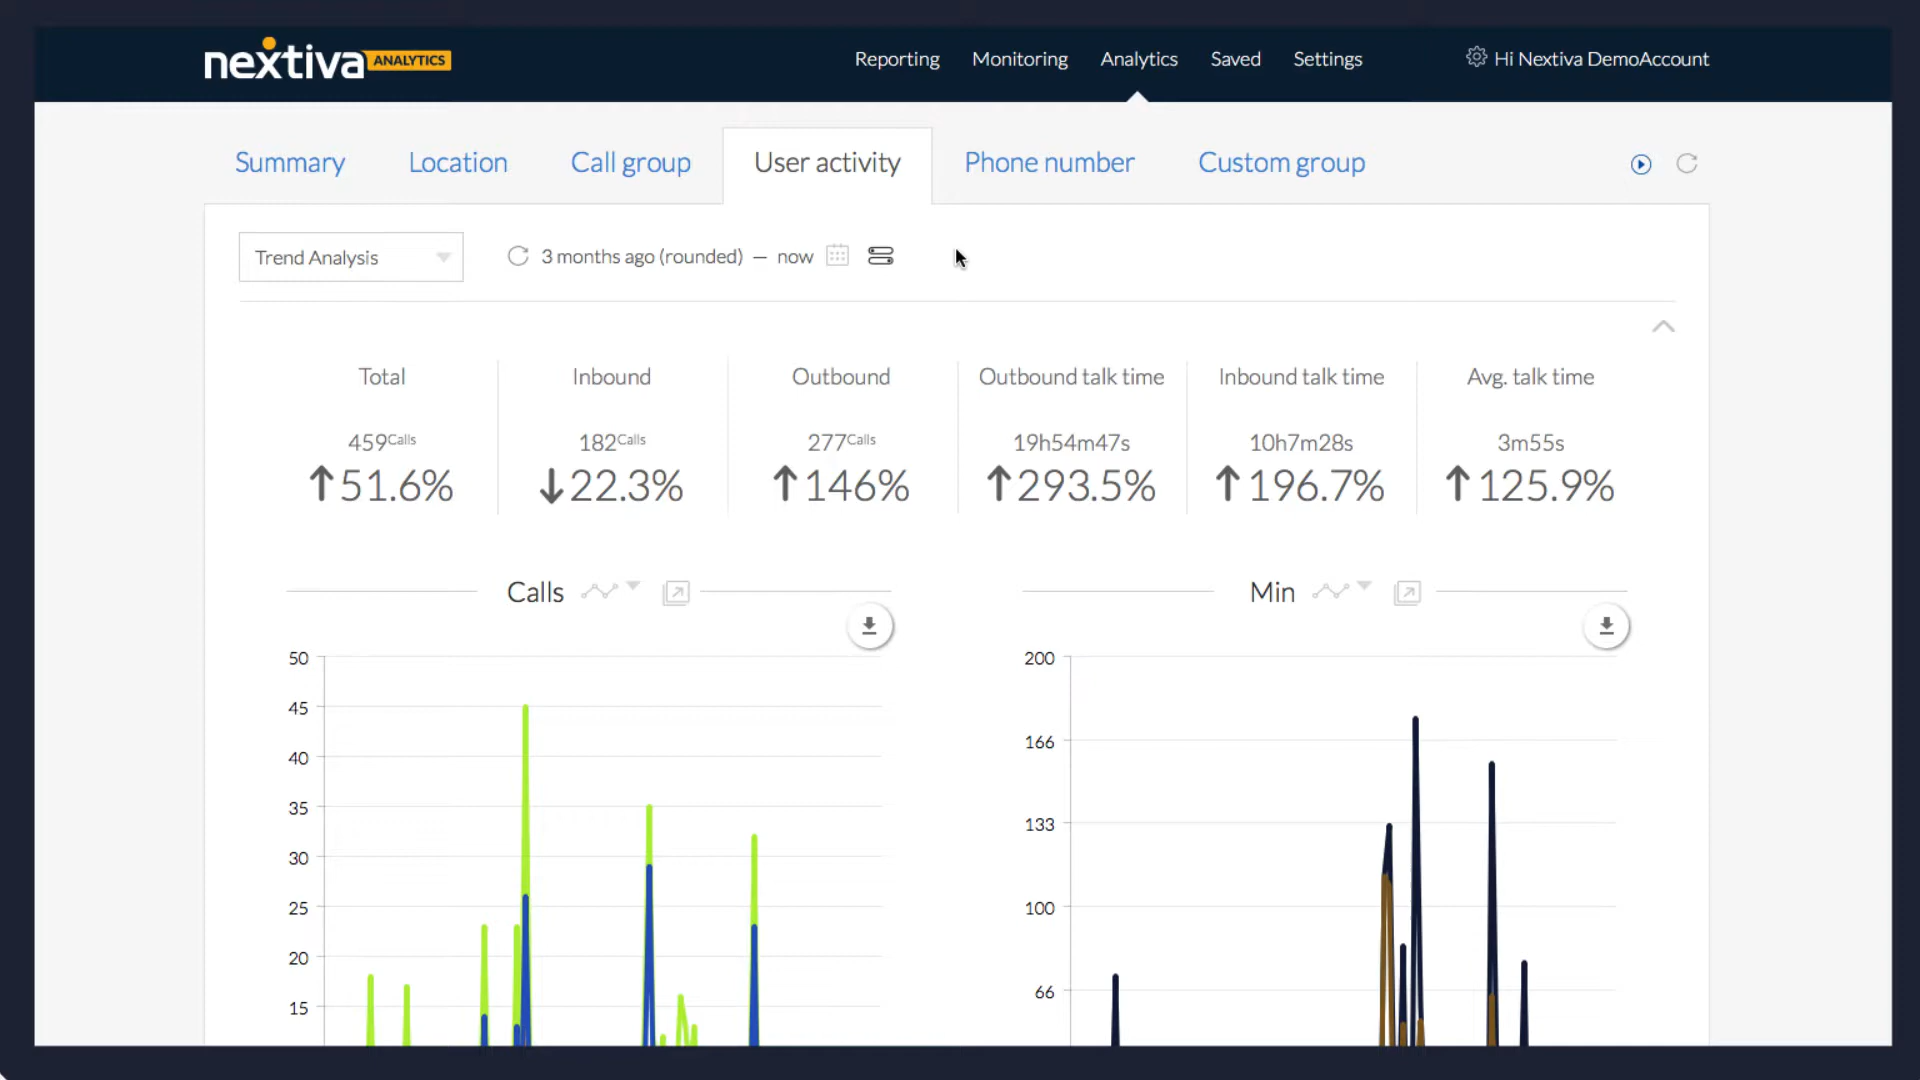 nextiva ANALYTICS
Reporting Monitoring Analytics Saved Settings Hi Nextiva DemoAccount
Summary Location Call group User activity Phone number Custom group
Trend Analysis 3 months ago (rounded) — now
Total Inbound Outbound Outbound talk time Inbound talk time Avg. talk time
459Calls 182Calls 277Calls 19h54m47s 10h7m28s 3m55s
↑51.6% ↓22.3% ↑146% ↑293.5% ↑196.7% ↑125.9%
Calls Min
50 200
45
40 166
35 133
30
25 100
20
15 66